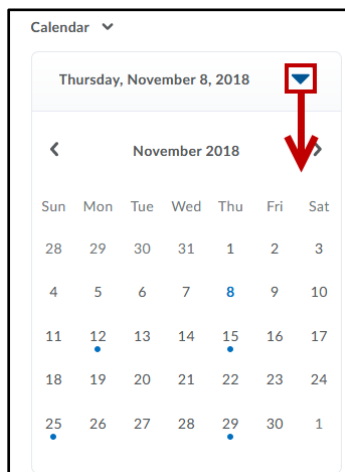 Calendar
Thursday, November 8, 2018
November 2018
Sun Mon Tue Wed Thu Fri Sat
28 29 30 31 1 2 3
4 5 6 7 8 9 10
11 12 13 14 15 16 17
18 19 20 21 22 23 24
25 26 27 28 29 30 1